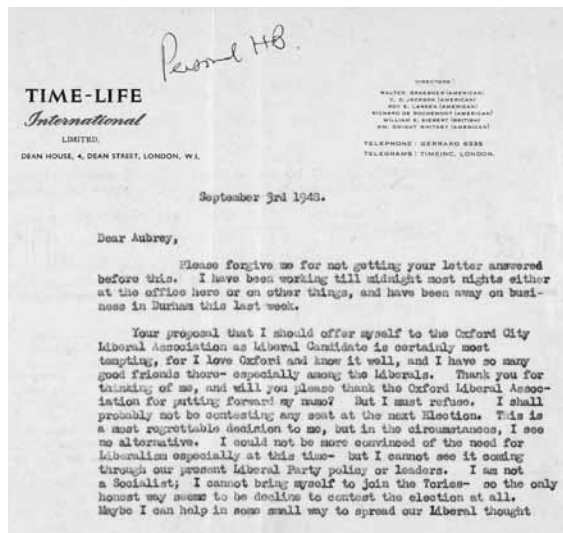 Personal HB.
TIME-LIFE
International
LIMITED.
DEAN HOUSE, 4, DEAN STREET, LONDON, W.1.
DIRECTORS:
WALTER GRAEBNER (AMERICAN)
C. D. JACKSON (AMERICAN)
ROY E. LARSEN (AMERICAN)
RICHARD DE ROCHEMONT (AMERICAN)
WILLIAM E. SIEBERT (BRITISH)
WM. DWIGHT WHITNEY (AMERICAN)
TELEPHONE: GERRARD 6335
TELEGRAMS: TIMEINC, LONDON.
September 3rd 1948.
Dear Aubrey,
Please forgive me for not getting your letter answered
before this. I have been working till midnight most nights either
at the office here or on other things, and have been away on busi-
ness in Durham this last week.
Your proposal that I should offer myself to the Oxford City
Liberal Association as Liberal Candidate is certainly most
tempting, for I love Oxford and know it well, and I have so many
good friends there- especially among the Liberals. Thank you for
thinking of me, and will you please thank the Oxford Liberal Assoc-
iation for putting forward my name? But I must refuse. I shall
probably not be contesting any seat at the next Election. This is
a most regrettable decision to me, but in the circumstances, I see
no alternative. I could not be more convinced of the need for
Liberalism especially at this time- but I cannot see it coming
through our present Liberal Party policy or leaders. I am not
a Socialist; I cannot bring myself to join the Tories- so the only
honest way seems to be decline to contest the election at all.
Maybe I can help in some small way to spread our Liberal thought